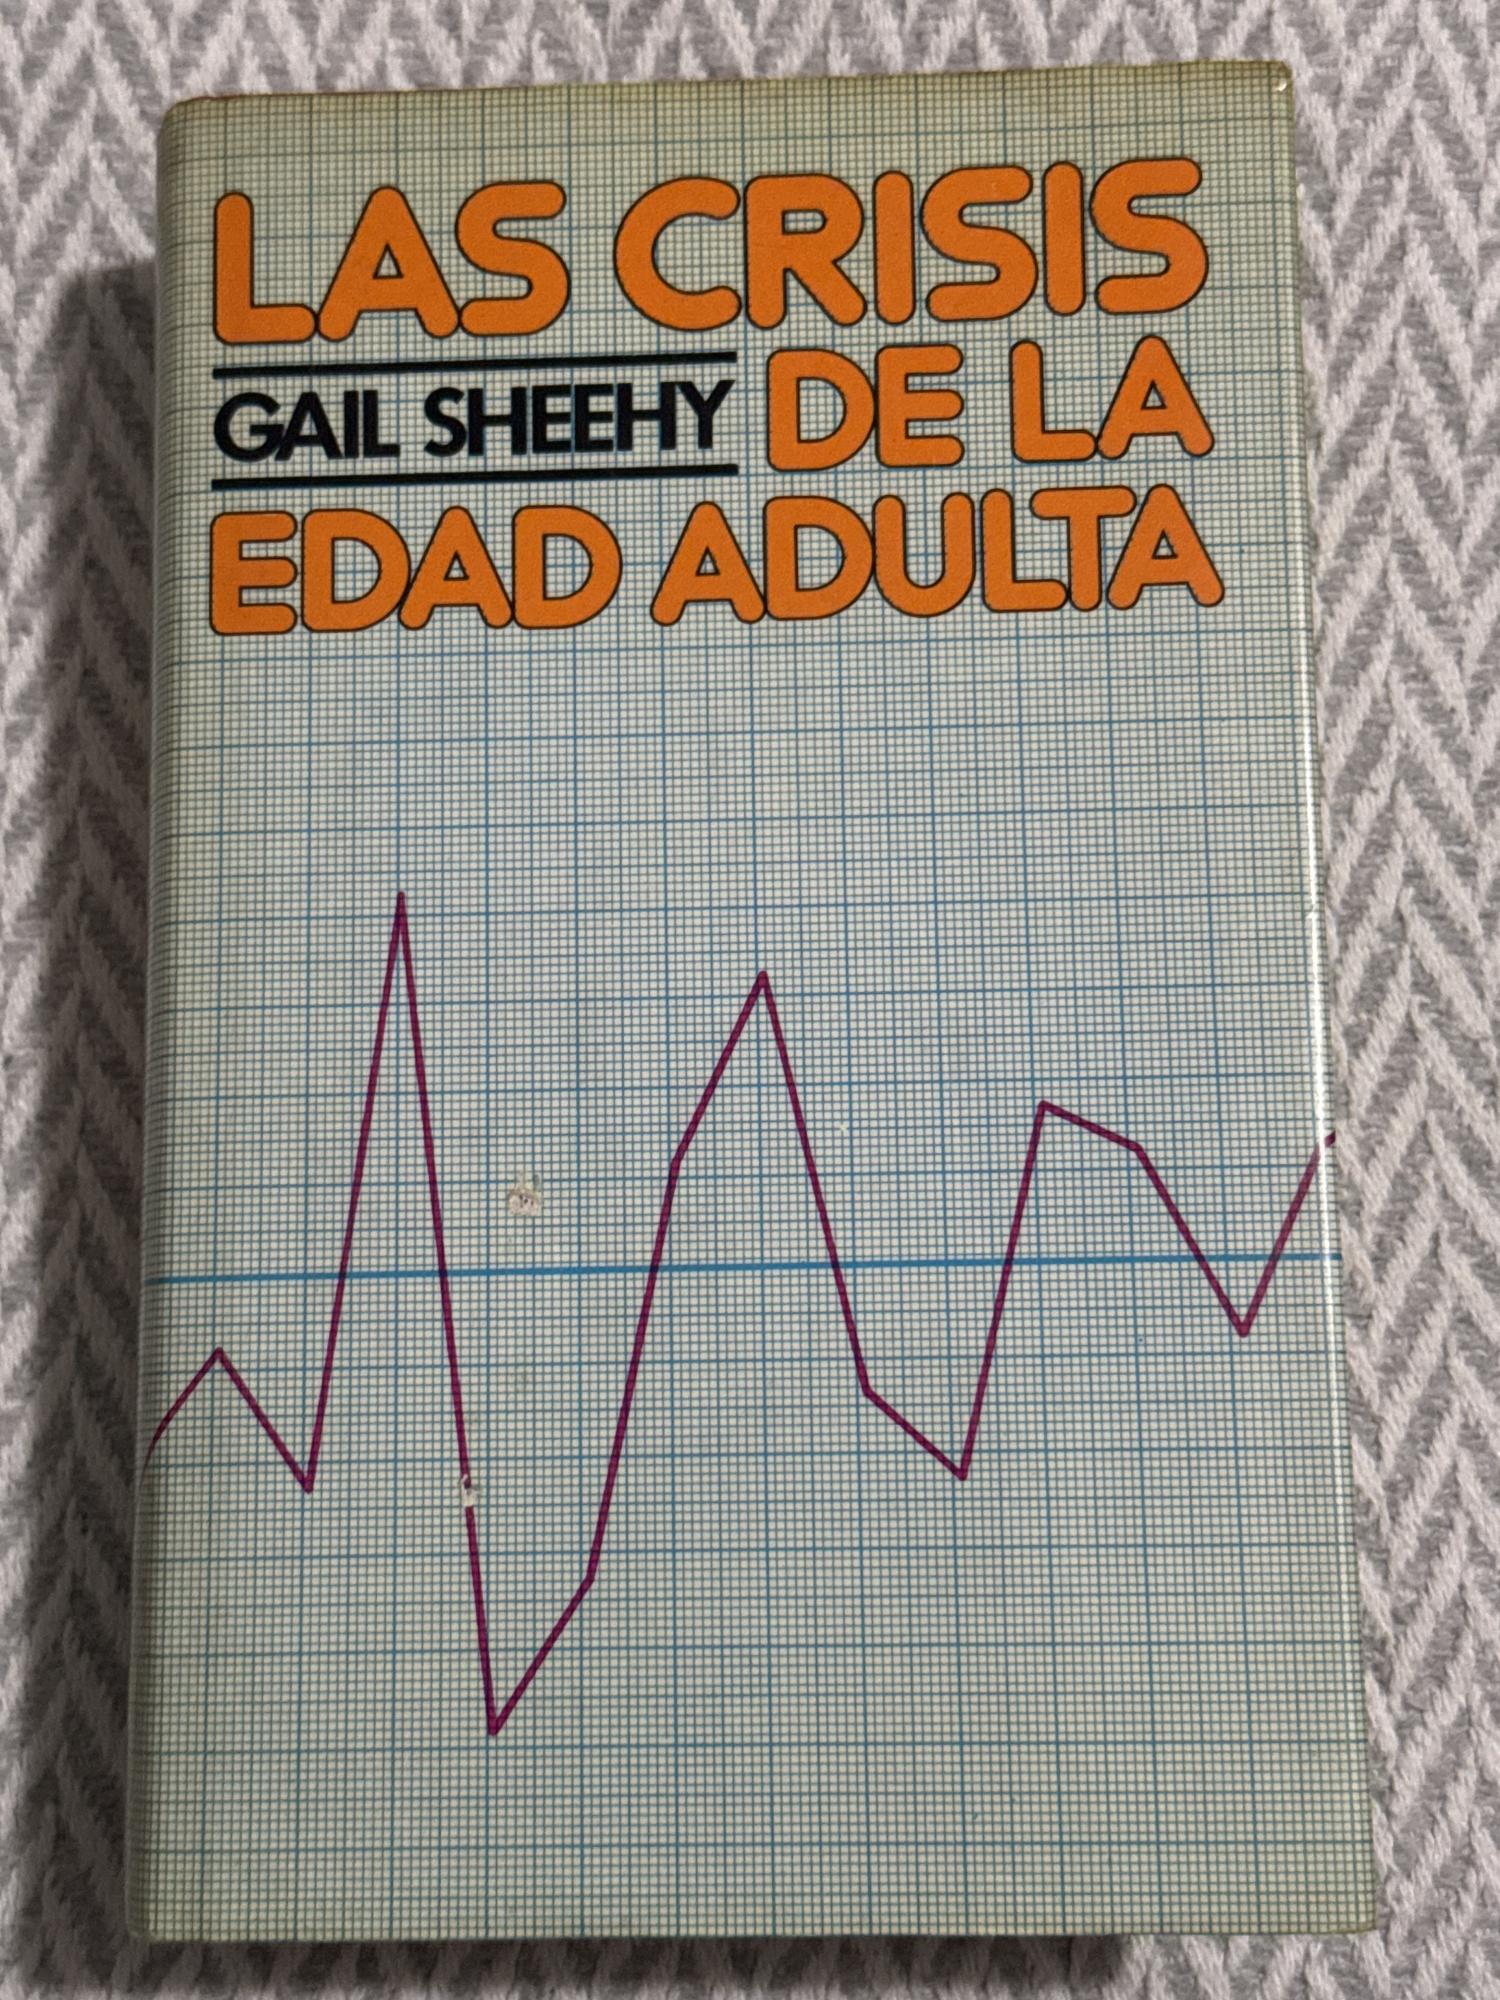 LAS CRISIS
GAIL SHEEHY DE LA
EDAD ADULTA